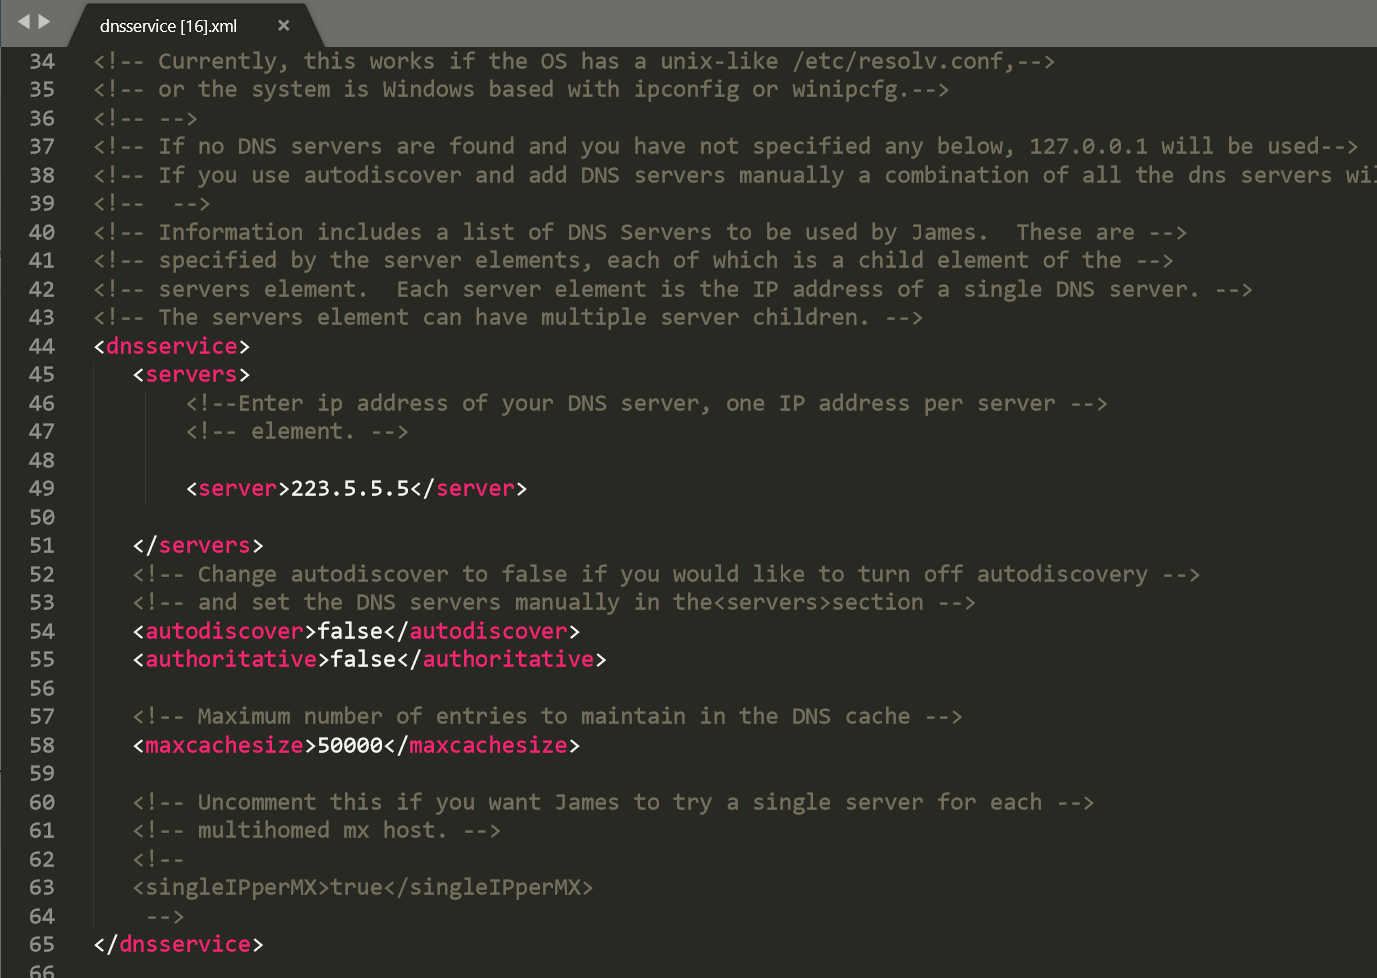 dnsservice [16].xml
34 <!-- Currently, this works if the OS has a unix-like /etc/resolv.conf,-->
35 <!-- or the system is Windows based with ipconfig or winipcfg.-->
36 <!-- -->
37 <!-- If no DNS servers are found and you have not specified any below, 127.0.0.1 will be used-->
38 <!-- If you use autodiscover and add DNS servers manually a combination of all the dns servers wil
39 <!--  -->
40 <!-- Information includes a list of DNS Servers to be used by James.  These are -->
41 <!-- specified by the server elements, each of which is a child element of the -->
42 <!-- servers element.  Each server element is the IP address of a single DNS server. -->
43 <!-- The servers element can have multiple server children. -->
44 <dnsservice>
45    <servers>
46        <!--Enter ip address of your DNS server, one IP address per server -->
47        <!-- element. -->
48
49        <server>223.5.5.5</server>
50
51    </servers>
52    <!-- Change autodiscover to false if you would like to turn off autodiscovery -->
53    <!-- and set the DNS servers manually in the<servers>section -->
54    <autodiscover>false</autodiscover>
55    <authoritative>false</authoritative>
56
57    <!-- Maximum number of entries to maintain in the DNS cache -->
58    <maxcachesize>50000</maxcachesize>
59
60    <!-- Uncomment this if you want James to try a single server for each -->
61    <!-- multihomed mx host. -->
62    <!--
63    <singleIPperMX>true</singleIPperMX>
64     -->
65 </dnsservice>
66